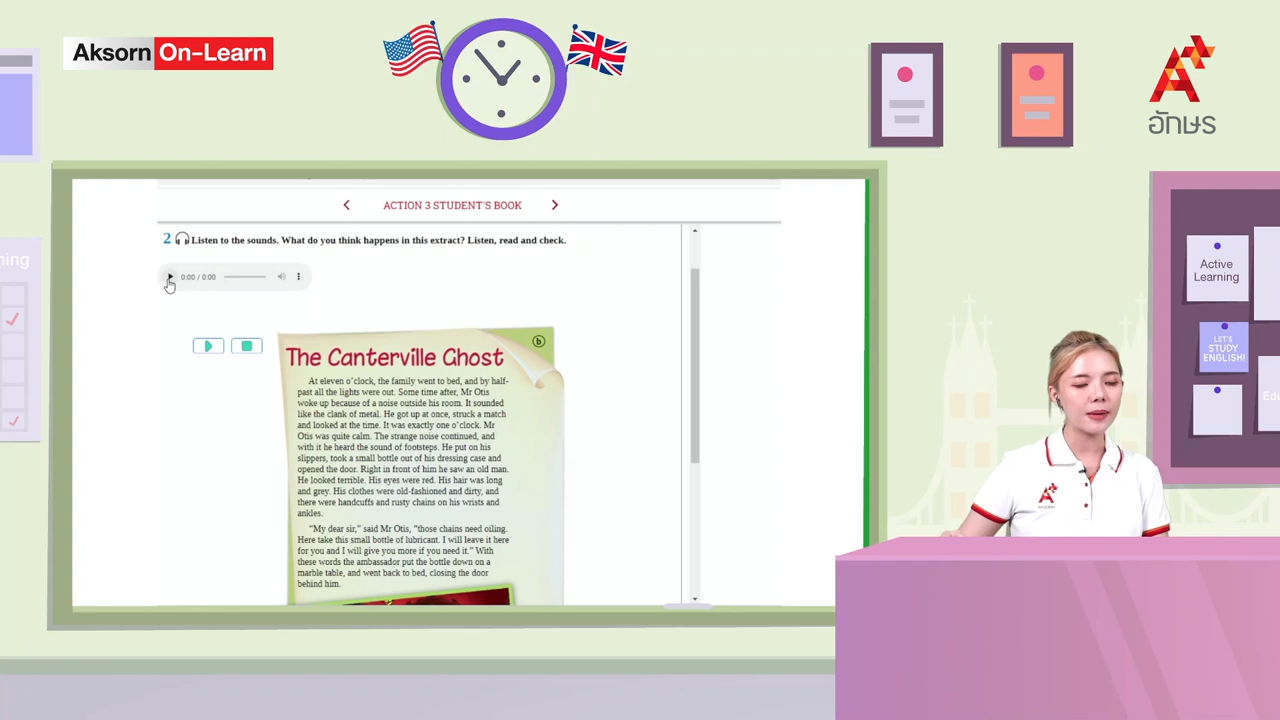 Aksorn On-Learn
อักษร
ACTION 3 STUDENT'S BOOK
2 Listen to the sounds. What do you think happens in this extract? Listen, read and check.
0:00 / 0:00
b
The Canterville Ghost
At eleven o'clock, the family went to bed, and by half-
past all the lights were out. Some time after, Mr Otis
woke up because of a noise outside his room. It sounded
like the clank of metal. He got up at once, struck a match
and looked at the time. It was exactly one o'clock. Mr
Otis was quite calm. The strange noise continued, and
with it he heard the sound of footsteps. He put on his
slippers, took a small bottle out of his dressing case and
opened the door. Right in front of him he saw an old man.
He looked terrible. His eyes were red. His hair was long
and grey. His clothes were old-fashioned and dirty, and
there were handcuffs and rusty chains on his wrists and
ankles.
"My dear sir," said Mr Otis, "those chains need oiling.
Here take this small bottle of lubricant. I will leave it here
for you and I will give you more if you need it." With
these words the ambassador put the bottle down on a
marble table, and went back to bed, closing the door
behind him.
ning
Active
Learning
LET'S
STUDY
ENGLISH!
Edu
AKSORN